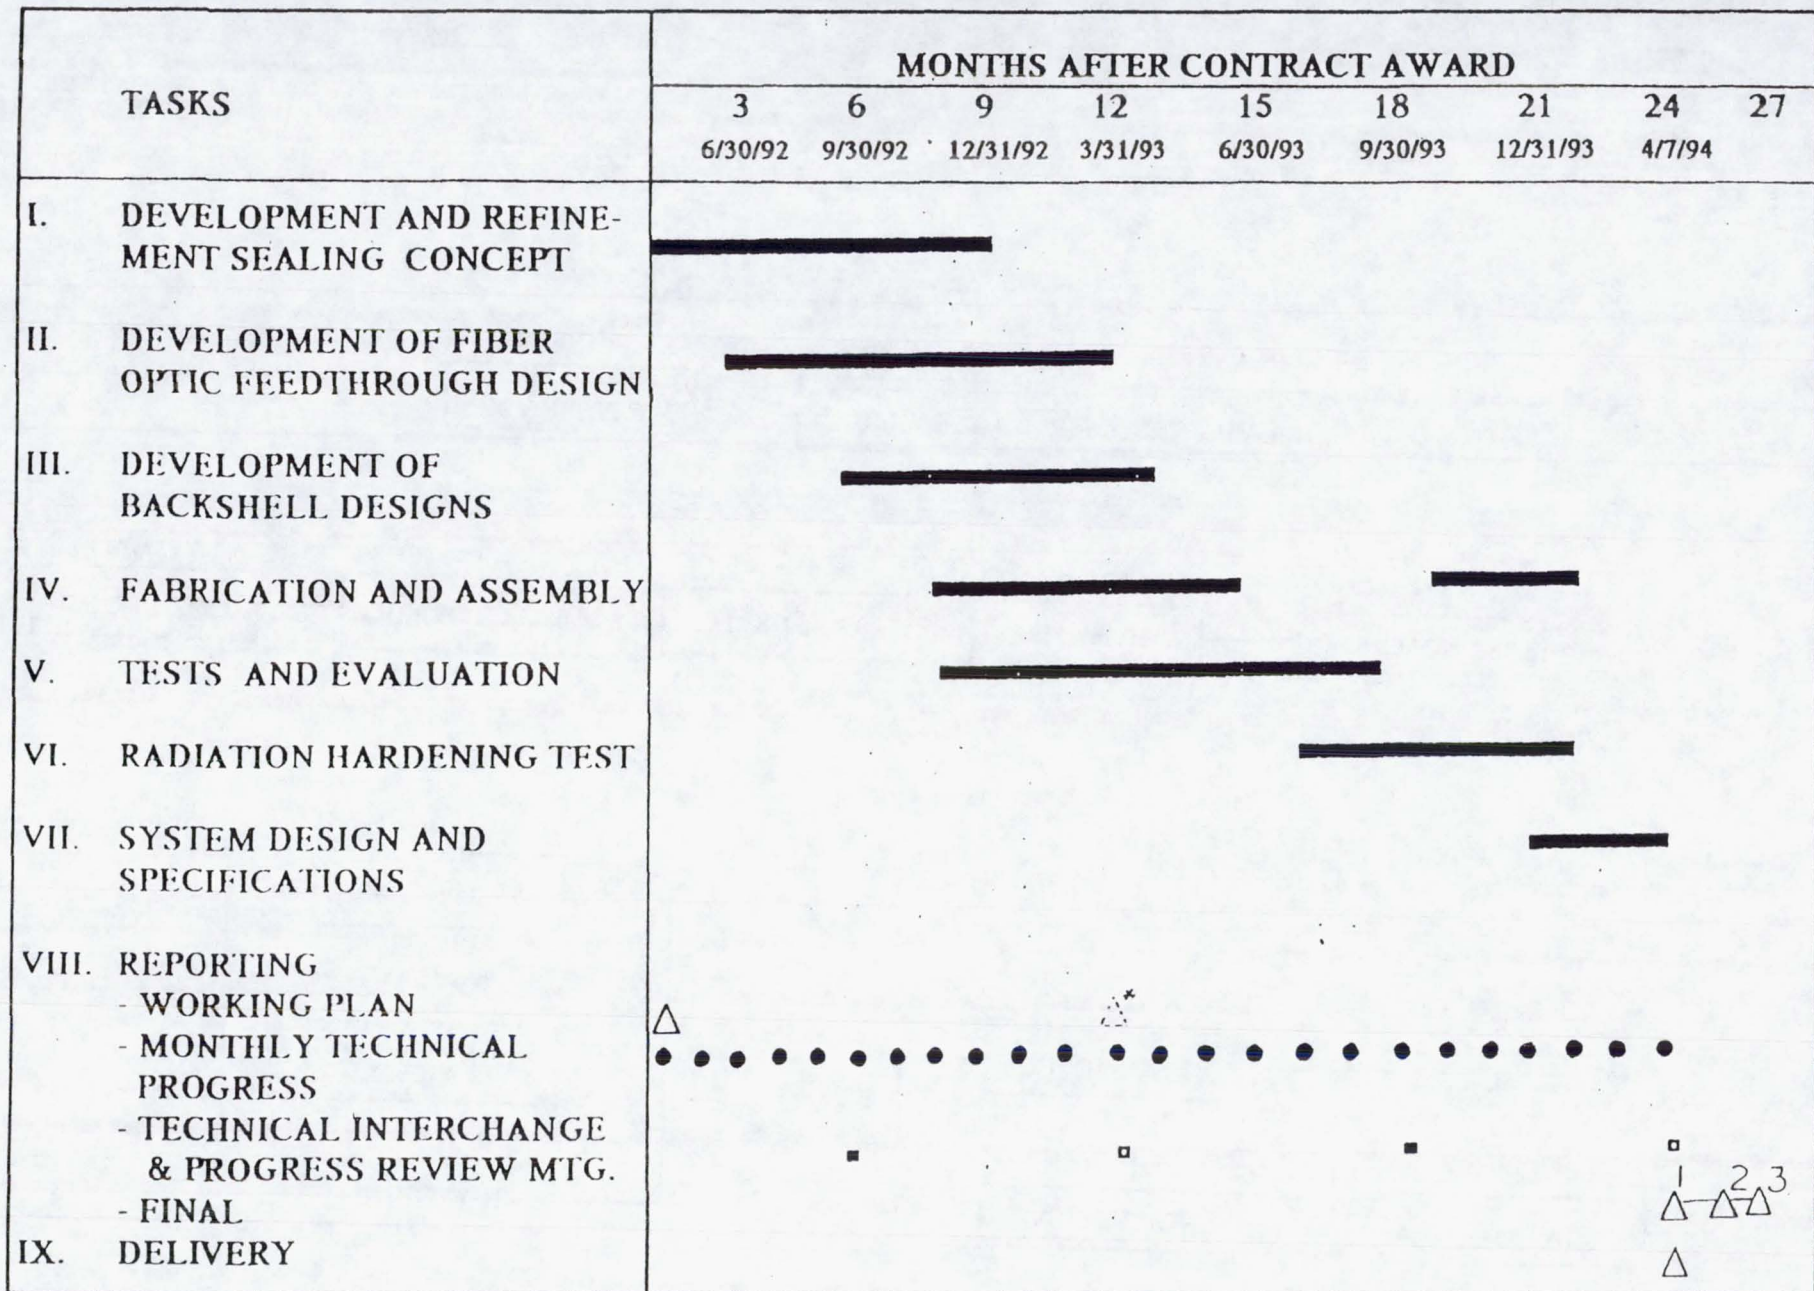 MONTHS AFTER CONTRACT AWARD
TASKS 3 6 9 12 15 18 21 24 27
6/30/92 9/30/92 12/31/92 3/31/93 6/30/93 9/30/93 12/31/93 4/7/94
I. DEVELOPMENT AND REFINE-
MENT SEALING CONCEPT
II. DEVELOPMENT OF FIBER
OPTIC FEEDTHROUGH DESIGN
III. DEVELOPMENT OF
BACKSHELL DESIGNS
IV. FABRICATION AND ASSEMBLY
V. TESTS AND EVALUATION
VI. RADIATION HARDENING TEST
VII. SYSTEM DESIGN AND
SPECIFICATIONS
VIII. REPORTING
- WORKING PLAN
x
- MONTHLY TECHNICAL
PROGRESS
- TECHNICAL INTERCHANGE
& PROGRESS REVIEW MTG.
1 2 3
- FINAL
IX. DELIVERY